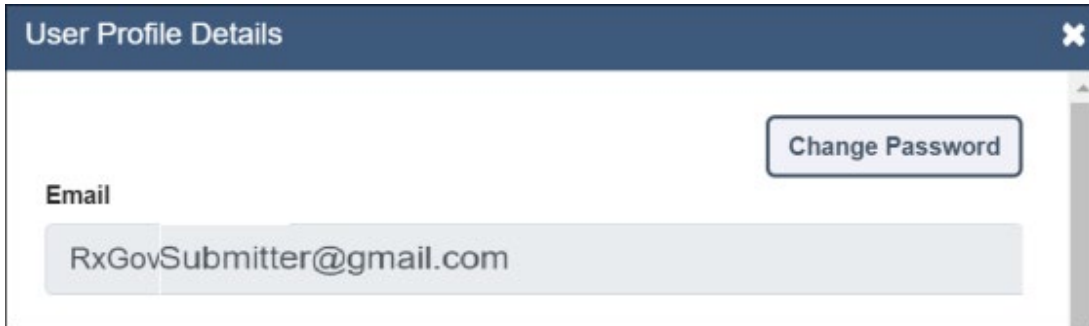 User Profile Details
Change Password
Email
RxGovSubmitter@gmail.com